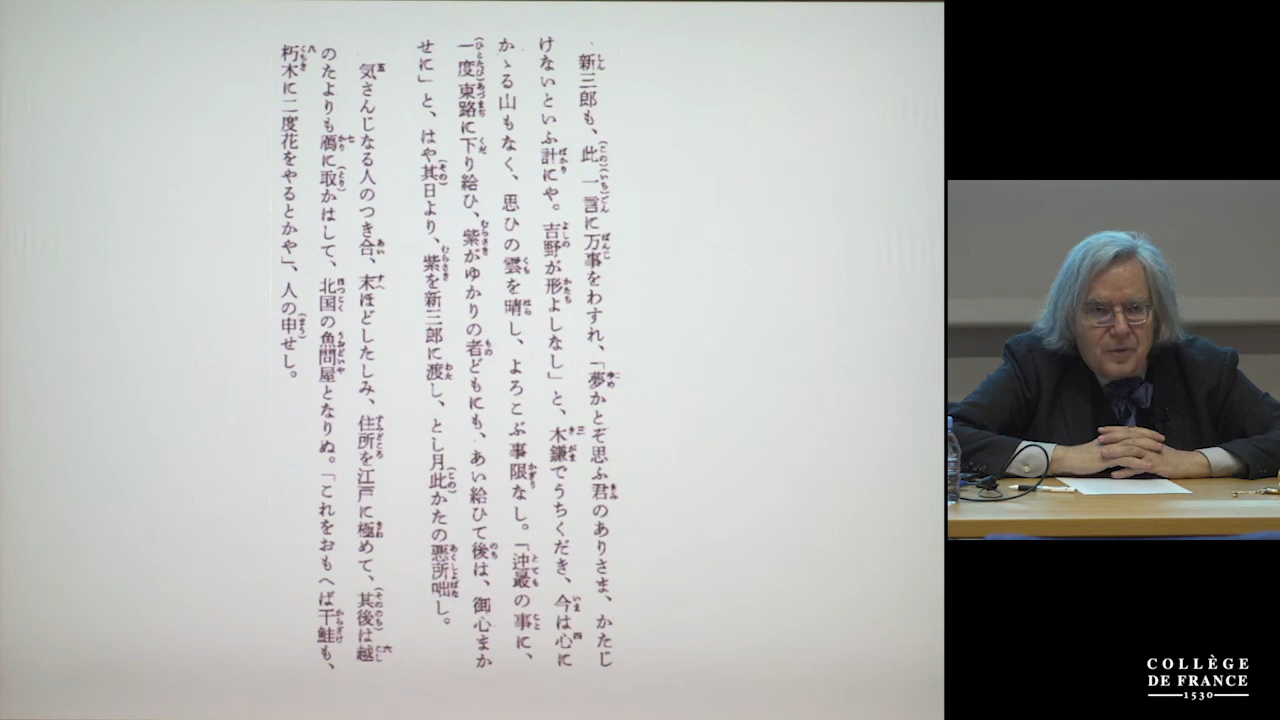 新三郎も、此一言に万事をわすれ、「夢かとぞ思ふ君のありさま、かたじ
けないといふ計にや。吉野が形よしなし」と、木鎌でうちくだき、今は心に
かゝる山もなく、思ひの雲を晴し、よろこぶ事限なし。「迚最の事に、
一度東路に下り給ひ、紫がゆかりの者どもにも、あい給ひて後は、御心まか
せに」と、はや其日より、紫を新三郎に渡し、とし月此かたの悪所咄し。
気さんじなる人のつき合、末ほどしたしみ、住所を江戸に極めて、其後は越
のたよりも鴈に取かはして、北国の魚問屋となりぬ。「これをおもへば干鮭も、
朽木に二度花をやるとかや」、人の申せし。
COLLÈGE
DE FRANCE
1530